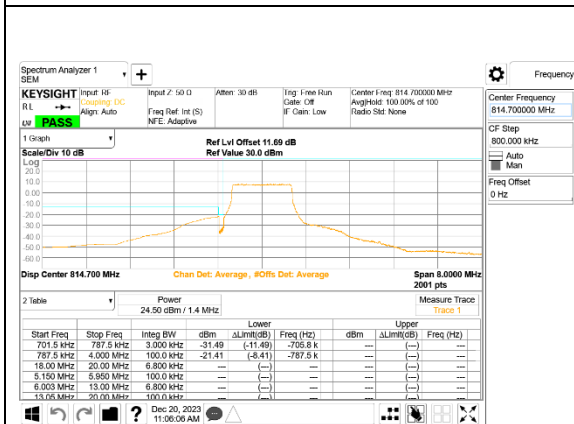 Spectrum Analyzer 1
SEM
Frequency
KEYSIGHT Input: RF Input Z: 50 Ω Atten: 30 dB Trig: Free Run Center Freq: 814.700000 MHz
RL Coupling: DC Gate: Off Avg|Hold: 100.00% of 100
Align: Auto Freq Ref: Int (S) IF Gain: Low Radio Std: None
PASS NFE: Adaptive
Center Frequency
814.700000 MHz
CF Step
800.000 kHz
Auto
Man
Freq Offset
0 Hz
1 Graph Ref Lvl Offset 11.69 dB
Scale/Div 10 dB Ref Value 30.0 dBm
Log
20.0
10.0
0.00
-10.0
-20.0
-30.0
-40.0
-50.0
-60.0
Disp Center 814.700 MHz Chan Det: Average , #Offs Det: Average Span 8.0000 MHz
2001 pts
2 Table Power Measure Trace
24.50 dBm / 1.4 MHz Trace 1
Lower Upper
Start Freq Stop Freq Integ BW dBm ΔLimit(dB) Freq (Hz) dBm ΔLimit(dB) Freq (Hz)
701.5 kHz 787.5 kHz 3.000 kHz -31.49 (-11.49) -705.8 k --- (---) ---
787.5 kHz 4.000 MHz 100.0 kHz -21.41 (-8.41) -787.5 k --- (---) ---
18.00 MHz 20.00 MHz 6.800 kHz --- (---) --- --- (---) ---
5.150 MHz 5.950 MHz 6.800 kHz --- (---) --- --- (---) ---
6.003 MHz 13.00 MHz 6.800 kHz --- (---) --- --- (---) ---
13.05 MHz 20.00 MHz 100.0 kHz --- (---) --- --- (---) ---
Dec 20, 2023
11:06:06 AM